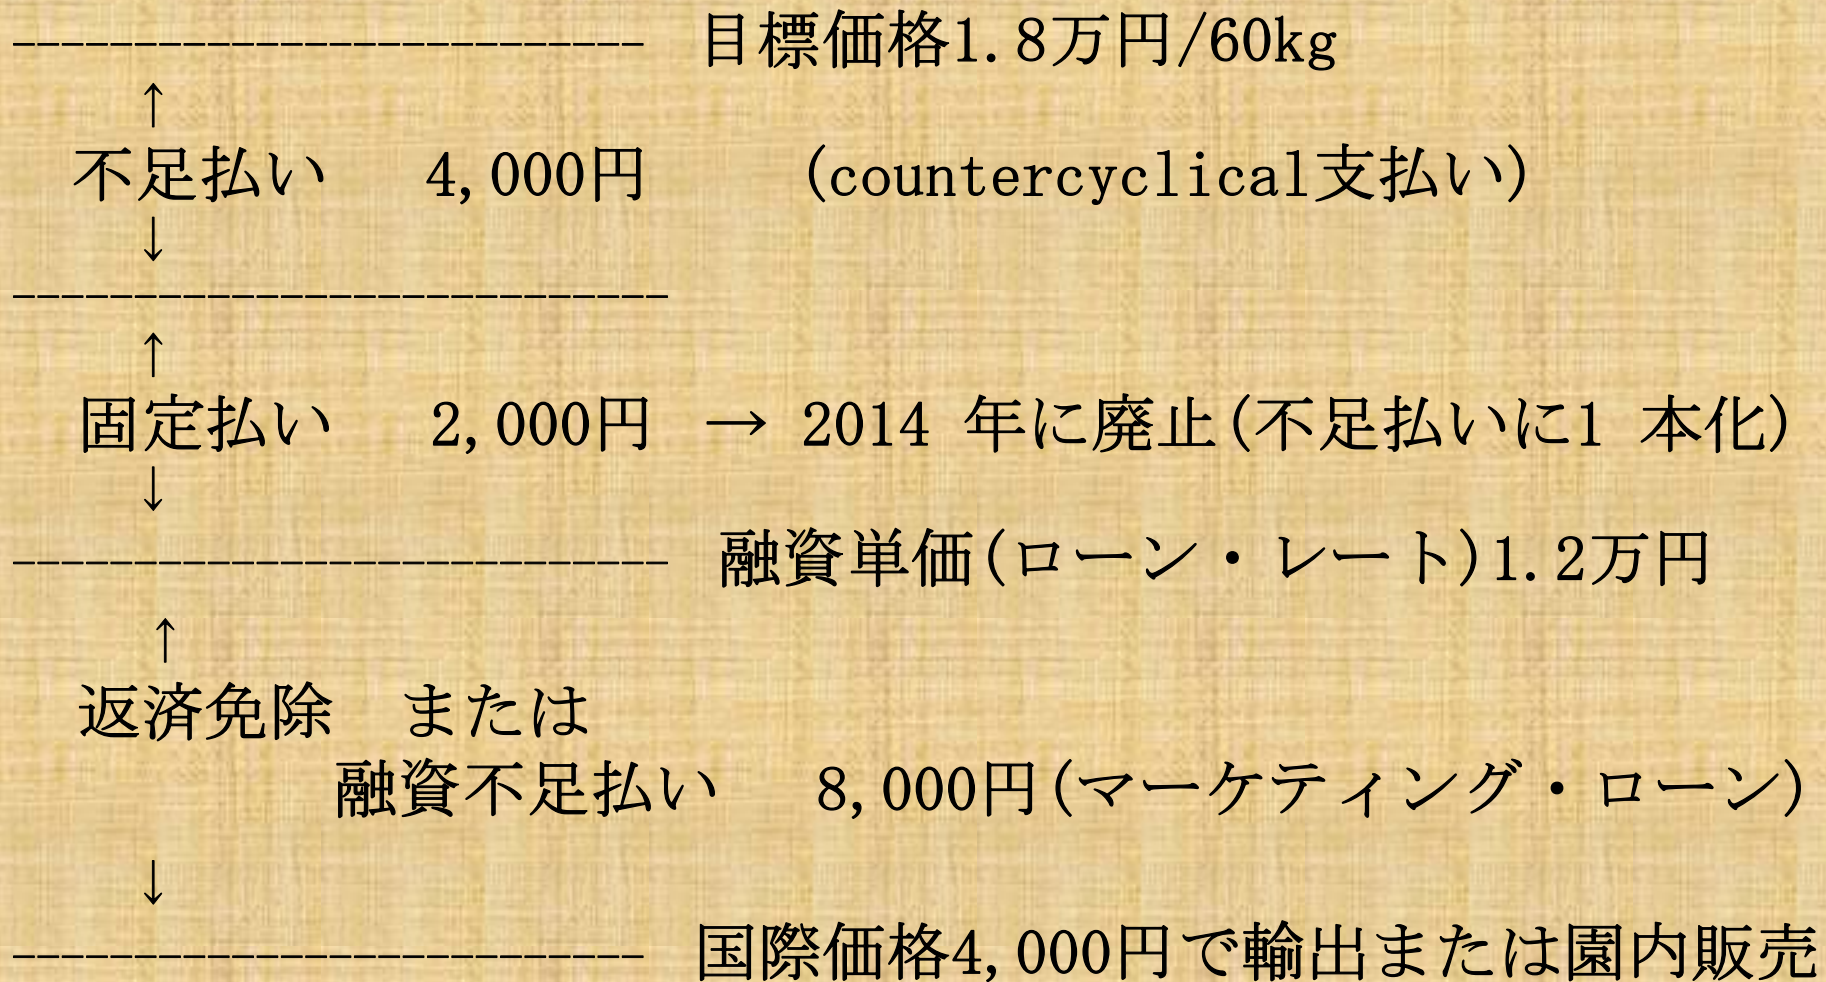 -------------------------- 目標価格1.8万円/60kg
↑
不足払い 4,000円 (countercyclical支払い)
↓
---------------------------
↑
固定払い 2,000円 → 2014 年に廃止(不足払いに1 本化)
↓
--------------------------- 融資単価(ローン・レート)1.2万円
↑
返済免除 または
融資不足払い 8,000円(マーケティング・ローン)
↓
-------------------------- 国際価格4,000円で輸出または園内販売